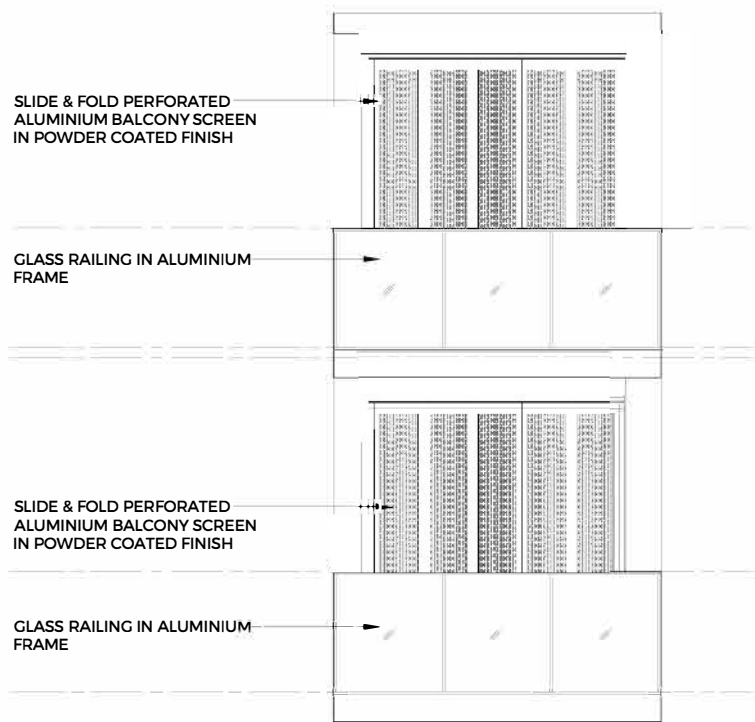 SLIDE & FOLD PERFORATED
ALUMINIUM BALCONY SCREEN
IN POWDER COATED FINISH
GLASS RAILING IN ALUMINIUM
FRAME
SLIDE & FOLD PERFORATED
ALUMINIUM BALCONY SCREEN
IN POWDER COATED FINISH
GLASS RAILING IN ALUMINIUM
FRAME